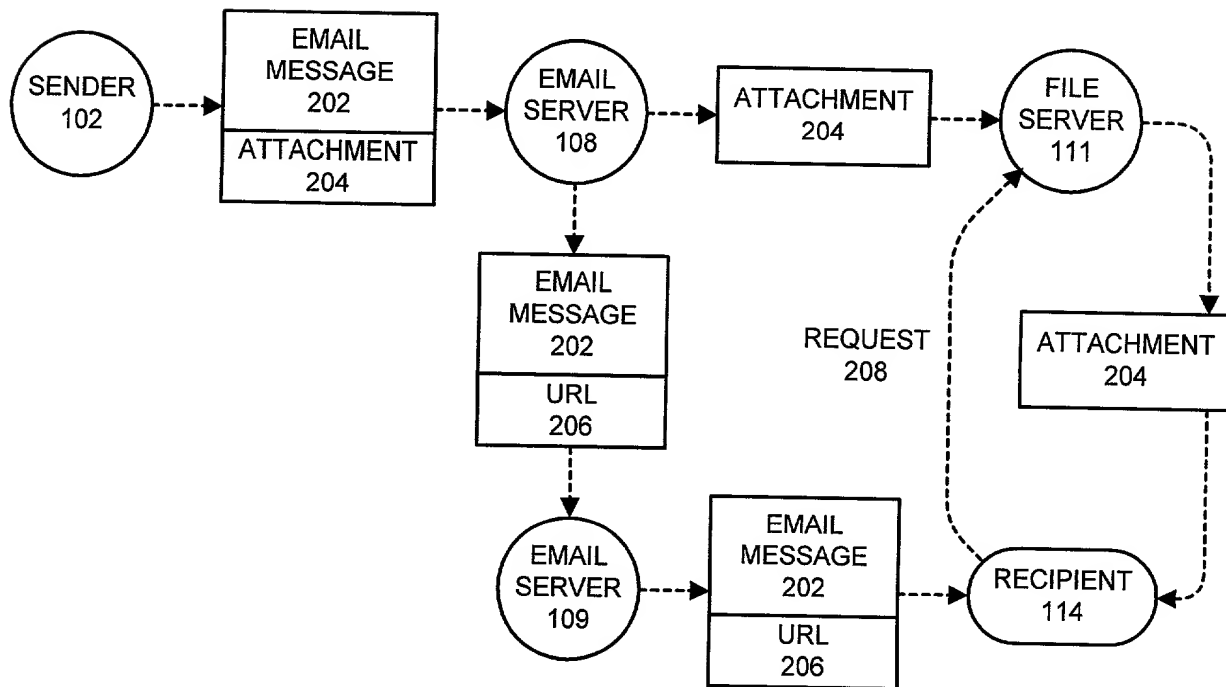 SENDER
102
EMAIL
MESSAGE
202
ATTACHMENT
204
EMAIL
SERVER
108
ATTACHMENT
204
FILE
SERVER
111
EMAIL
MESSAGE
202
URL
206
REQUEST
208
ATTACHMENT
204
EMAIL
SERVER
109
EMAIL
MESSAGE
202
URL
206
RECIPIENT
114